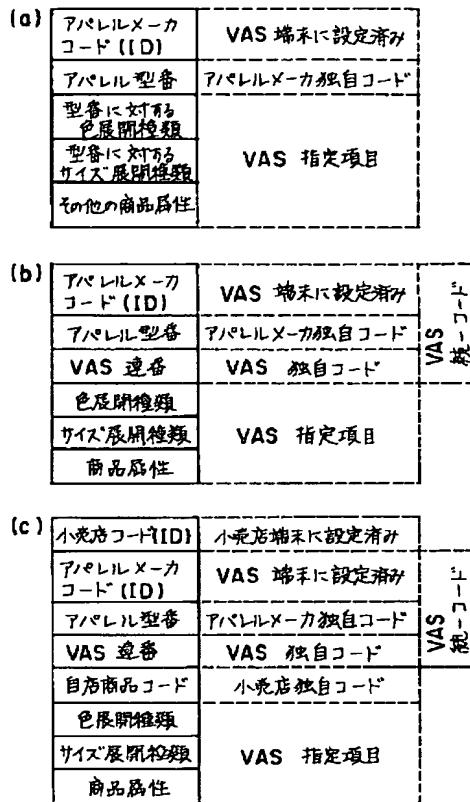 (a)
アパレルメーカ
コード(ID)
VAS 端末に設定済み
アパレル型番
アパレルメーカ独自コード
型番に対する
色展開種類
型番に対する
サイズ展開種類
その他の商品属性
VAS 指定項目
(b)
アパレルメーカ
コード(ID)
VAS 端末に設定済み
アパレル型番
アパレルメーカ独自コード
VAS 連番
VAS 独自コード
VAS
統一コード
色展開種類
サイズ展開種類
商品属性
VAS 指定項目
(c)
小売店コード(ID)
小売店端末に設定済み
アパレルメーカ
コード(ID)
VAS 端末に設定済み
アパレル型番
アパレルメーカ独自コード
VAS 連番
VAS 独自コード
VAS
統一コード
自店商品コード
小売店独自コード
色展開種類
サイズ展開種類
商品属性
VAS 指定項目